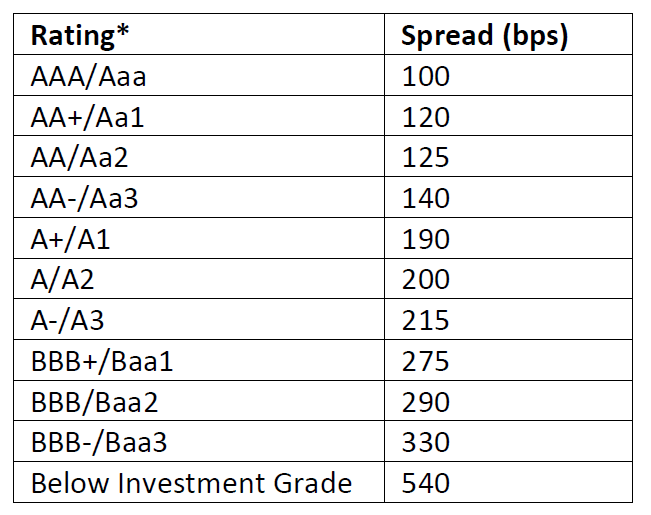 Rating* Spread (bps)
AAA/Aaa 100
AA+/Aa1 120
AA/Aa2 125
AA-/Aa3 140
A+/A1 190
A/A2 200
A-/A3 215
BBB+/Baa1 275
BBB/Baa2 290
BBB-/Baa3 330
Below Investment Grade 540